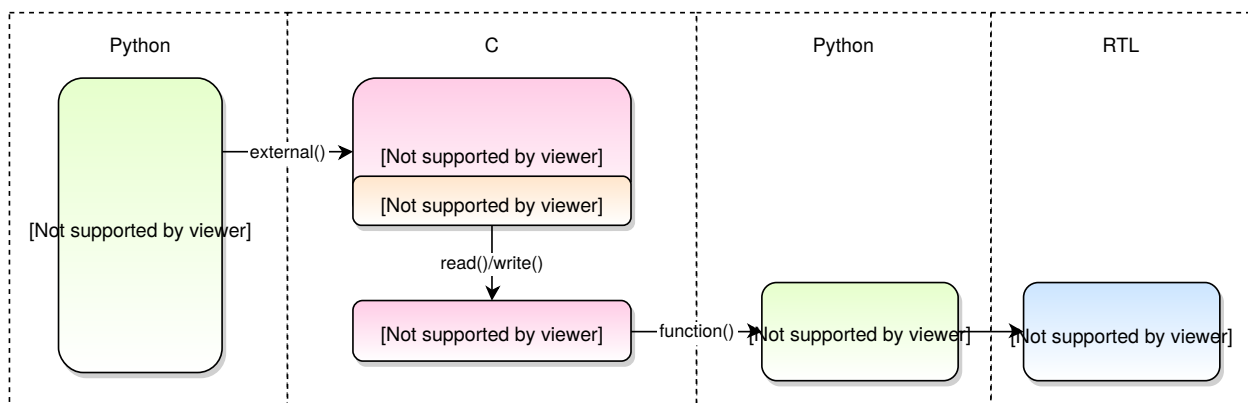 Python
C
Python
RTL
[Not supported by viewer]
external()
[Not supported by viewer]
[Not supported by viewer]
read()/write()
[Not supported by viewer]
function()
[Not supported by viewer]
[Not supported by viewer]